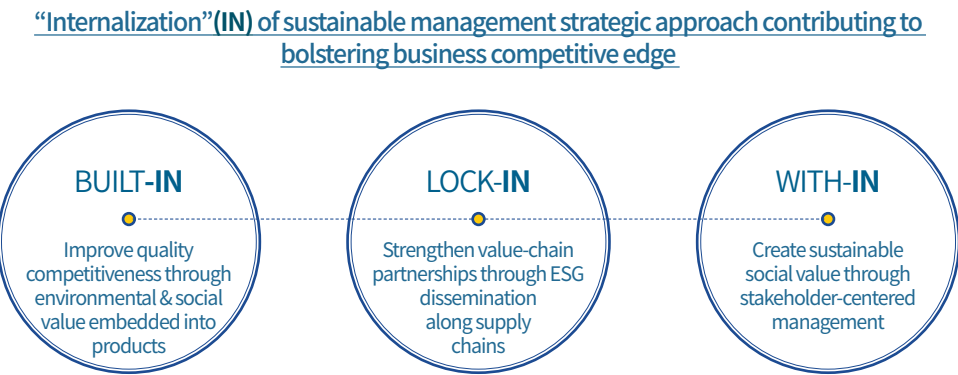 “Internalization”(IN) of sustainable management strategic approach contributing to
bolstering business competitive edge
BUILT-IN
Improve quality
competitiveness through
environmental & social
value embedded into
products
LOCK-IN
Strengthen value-chain
partnerships through ESG
dissemination
along supply
chains
WITH-IN
Create sustainable
social value through
stakeholder-centered
management